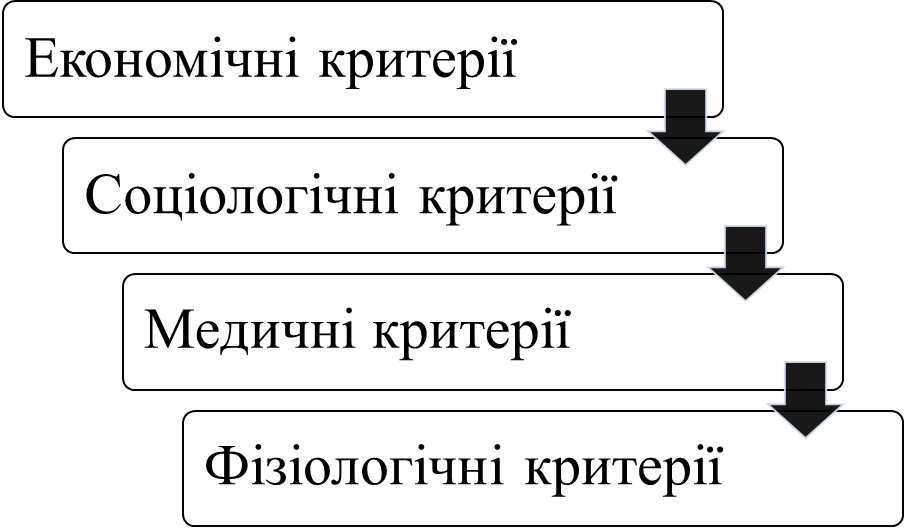 Економічні критерії
Соціологічні критерії
Медичні критерії
Фізіологічні критерії